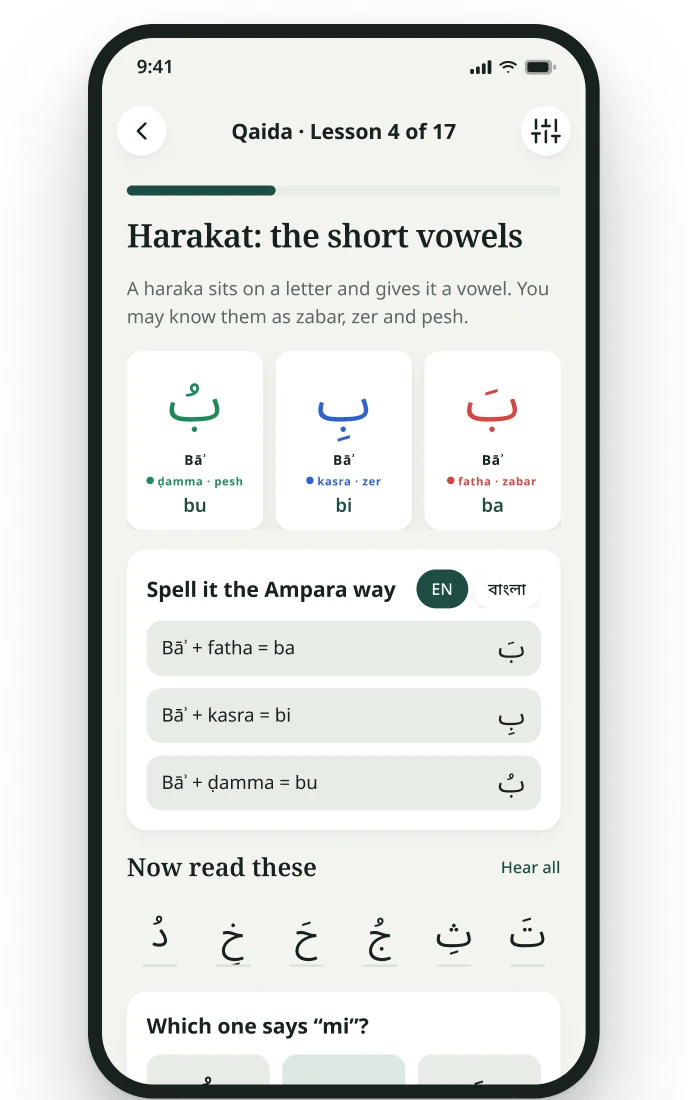 9:41
Qaida · Lesson 4 of 17
Harakat: the short vowels
A haraka sits on a letter and gives it a vowel. You
may know them as zabar, zer and pesh.
بُ بِ بَ
Bāʾ Bāʾ Bāʾ
ḍamma · pesh kasra · zer fatha · zabar
bu bi ba
Spell it the Ampara way EN বাংলা
Bāʾ + fatha = ba بَ
Bāʾ + kasra = bi بِ
Bāʾ + ḍamma = bu بُ
Now read these Hear all
تَ ثِ جُ حَ خِ دُ
Which one says “mi”?